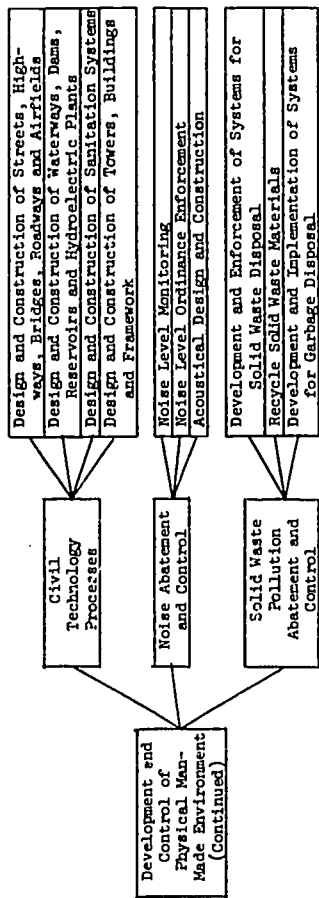 Development and
Control of
Physical Man-
Made Environment
(Continued)
Civil
Technology
Processes
Design and Construction of Streets, High-
ways, Bridges, Roadways and Airfields
Design and Construction of Waterways, Dams,
Reservoirs and Hydroelectric Plants
Design and Construction of Sanitation Systems
Design and Construction of Towers, Buildings
and Framework
Noise Abatement
and Control
Noise Level Monitoring
Noise Level Ordinance Enforcement
Acoustical Design and Construction
Solid Waste
Pollution
Abatement and
Control
Development and Enforcement of Systems for
Solid Waste Disposal
Recycle Solid Waste Materials
Development and Implementation of Systems
for Garbage Disposal